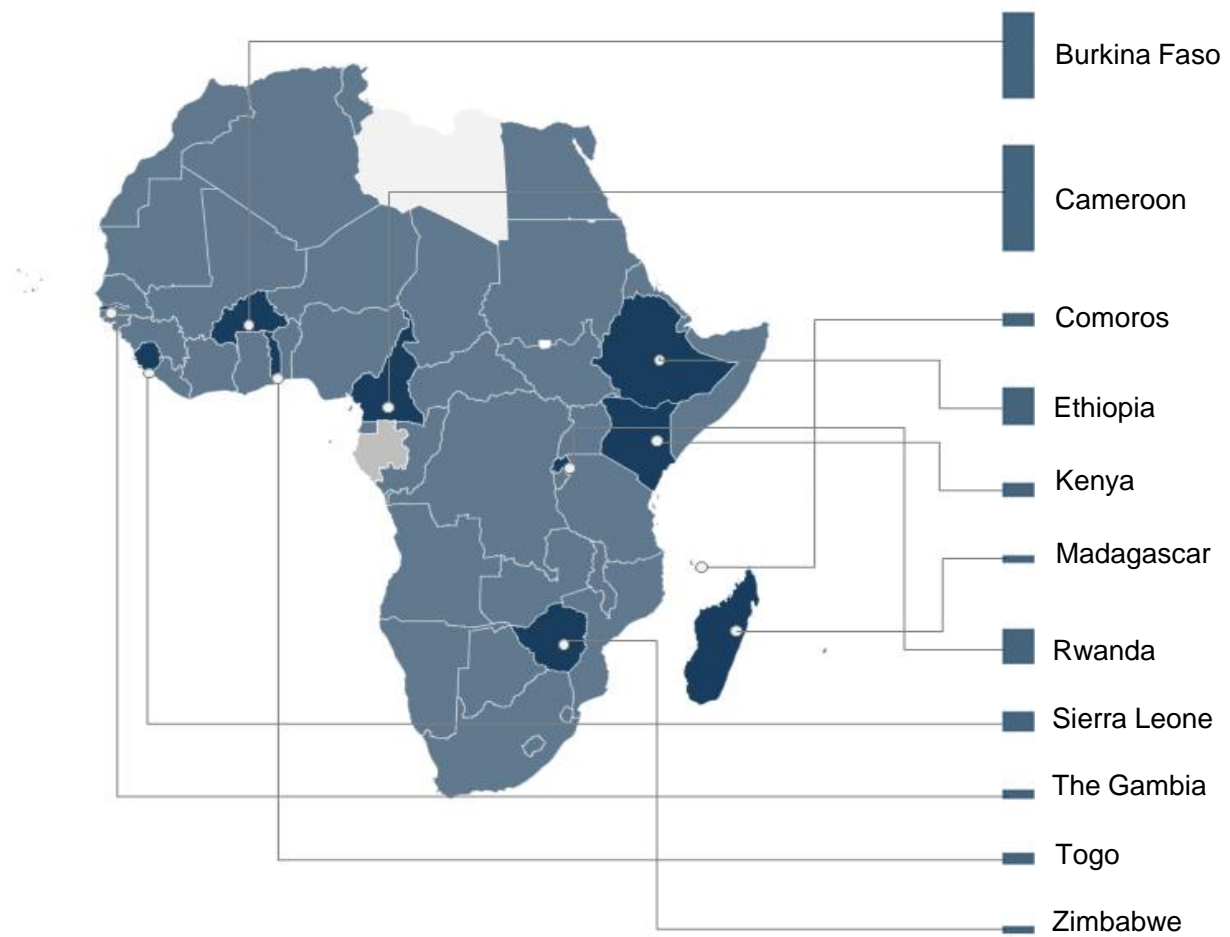 Burkina Faso
Cameroon
Comoros
Ethiopia
Kenya
Madagascar
Rwanda
Sierra Leone
The Gambia
Togo
Zimbabwe